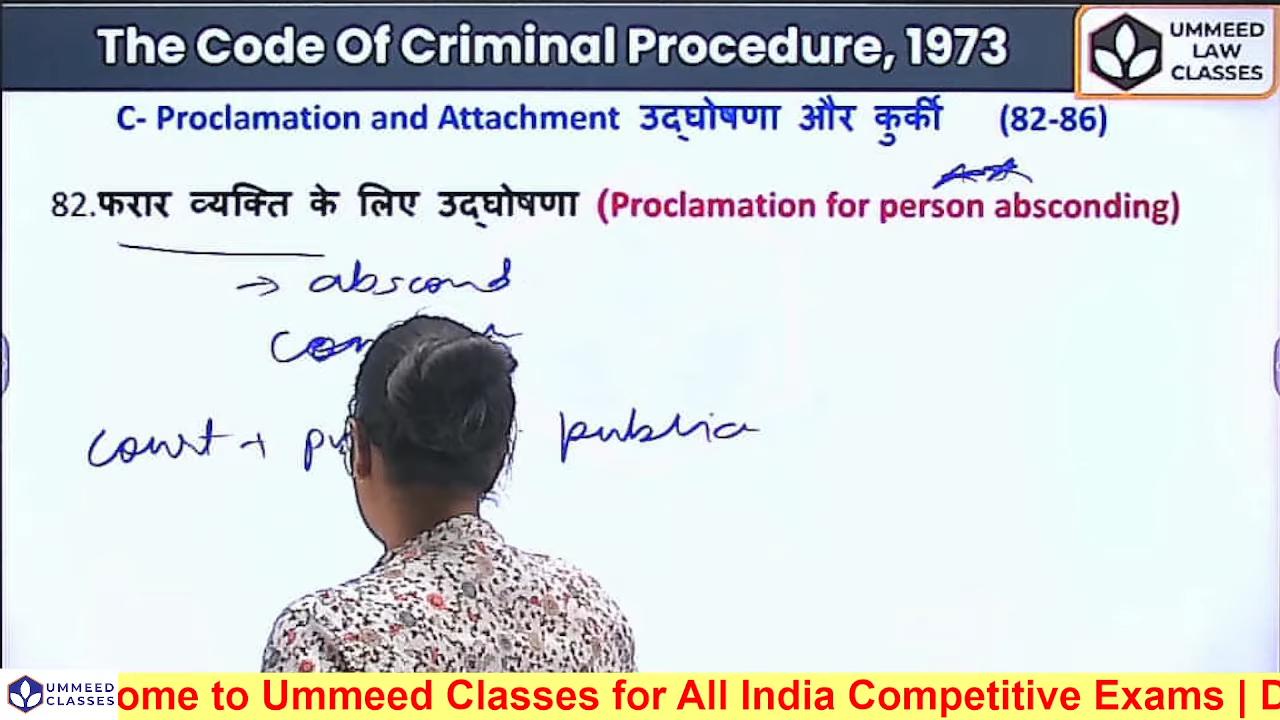 The Code Of Criminal Procedure, 1973
UMMEED
LAW
CLASSES
C- Proclamation and Attachment उद्घोषणा और कुर्की (82-86)
82.फरार व्यक्ति के लिए उद्घोषणा (Proclamation for person absconding)
→ abscond
court +
public
UMMEED
CLASSES
ome to Ummeed Classes for All India Competitive Exams | D